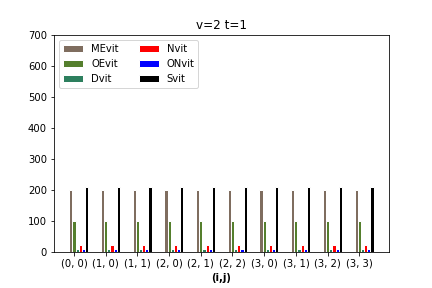 v=2 t=1
700
600
500
400
300
200
100
0
MEvit
OEvit
Dvit
Nvit
ONvit
Svit
(0, 0) (1, 0) (1, 1) (2, 0) (2, 1) (2, 2) (3, 0) (3, 1) (3, 2) (3, 3)
(i,j)